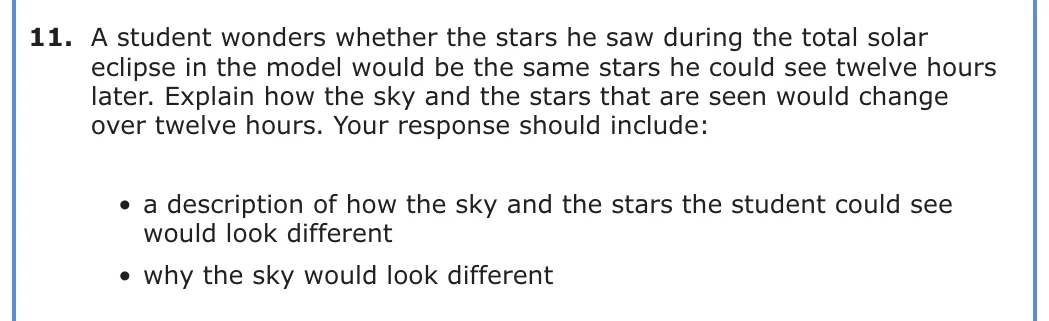 11. A student wonders whether the stars he saw during the total solar
eclipse in the model would be the same stars he could see twelve hours
later. Explain how the sky and the stars that are seen would change
over twelve hours. Your response should include:
• a description of how the sky and the stars the student could see
would look different
• why the sky would look different